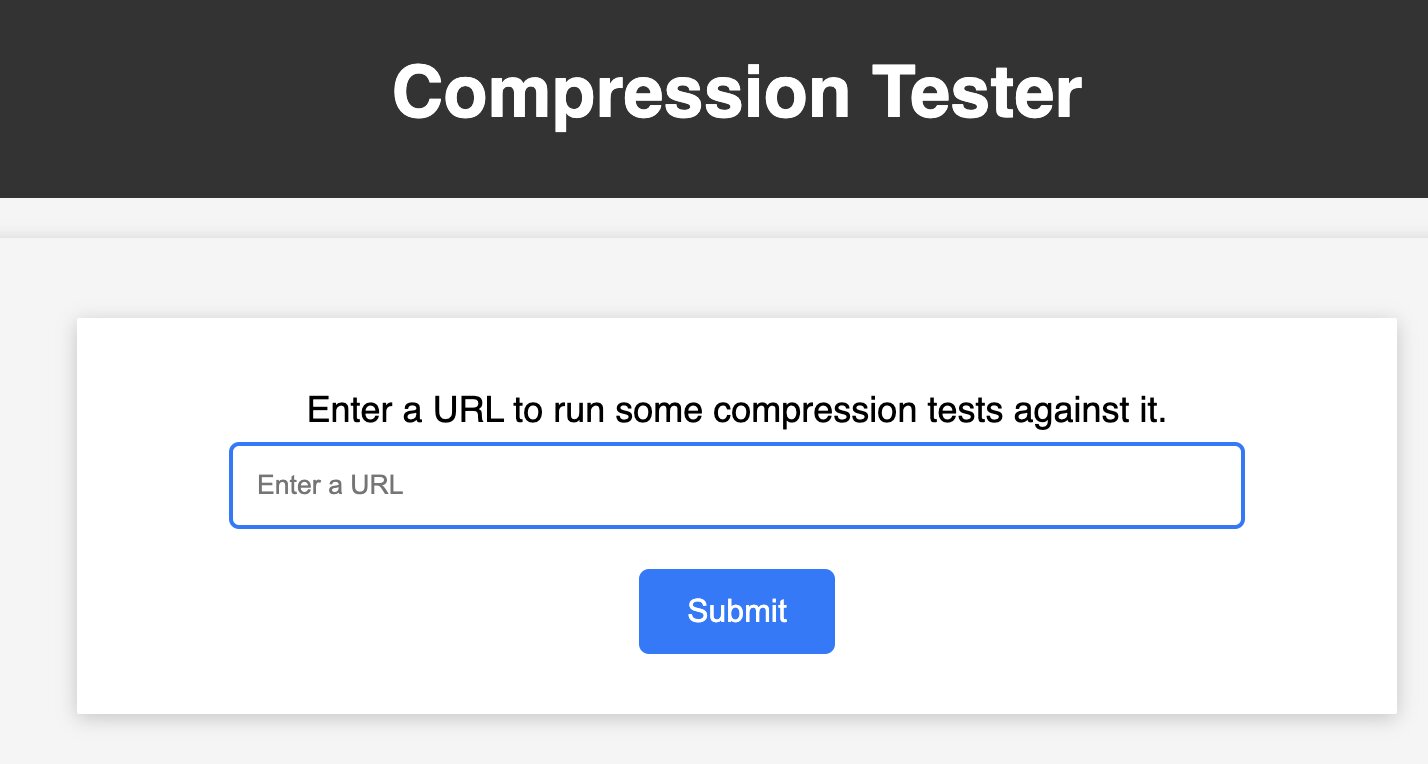 Compression Tester
Enter a URL to run some compression tests against it.
Enter a URL
Submit